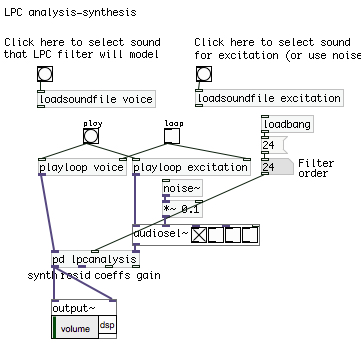 LPC analysis-synthesis
Click here to select sound
that LPC filter will model
Click here to select sound
for excitation (or use noise
loadsoundfile voice
loadsoundfile excitation
play
loop
loadbang
24
playloop voice
playloop excitation
24
Filter
order
noise~
*~ 0.1
audiosel~
pd lpcanalysis
synth resid coeffs gain
output~
volume
dsp